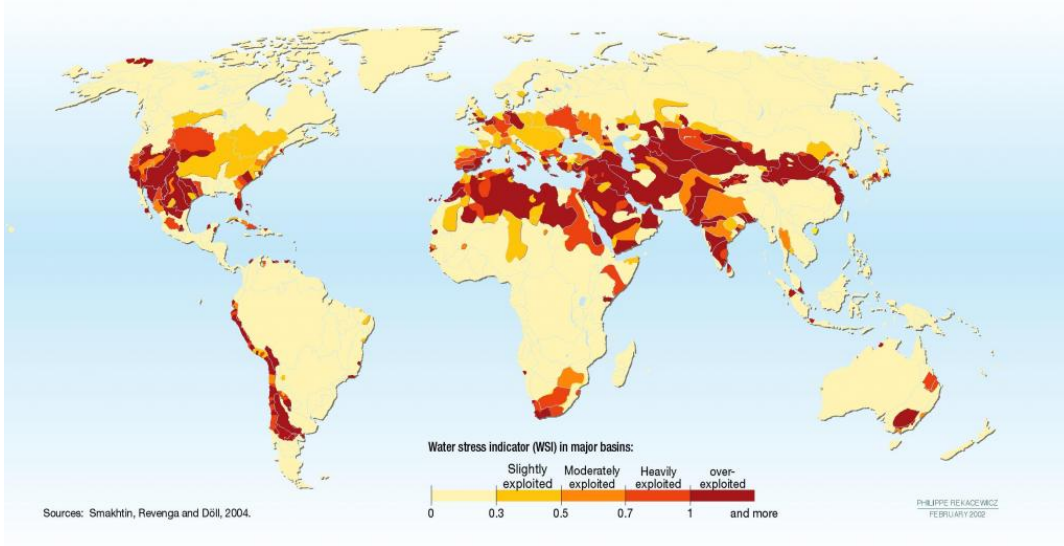 Water stress indicator (WSI) in major basins:
Slightly exploited
Moderately exploited
Heavily exploited
over-exploited
0 0.3 0.5 0.7 1 and more
Sources: Smakhtin, Revenga and Döll, 2004.
PHILIPPE REKACEWICZ
FEBRUARY 2002